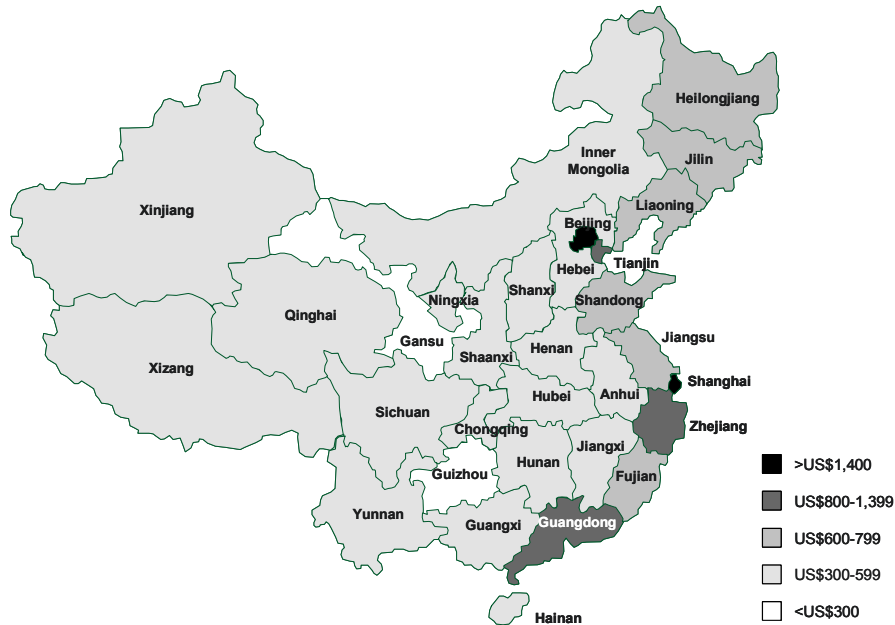 Heilongjiang
Jilin
Inner
Mongolia
Liaoning
Xinjiang
Beijing
Tianjin
Hebei
Shanxi
Ningxia
Shandong
Qinghai
Jiangsu
Gansu
Henan
Shaanxi
Xizang
Shanghai
Anhui
Hubei
Sichuan
Zhejiang
Chongqing
Jiangxi
Hunan
Guizhou
Fujian
Yunnan
Guangxi
Guangdong
Hainan
>US$1,400
US$800-1,399
US$600-799
US$300-599
<US$300